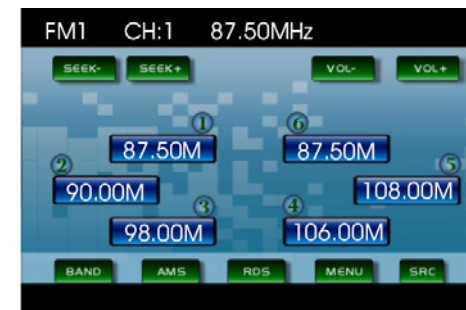 FM1 CH:1 87.50MHz
SEEK- SEEK+ VOL- VOL+
1 6
87.50M 87.50M
2 5
90.00M 108.00M
3 4
98.00M 106.00M
BAND AMS RDS MENU SRC